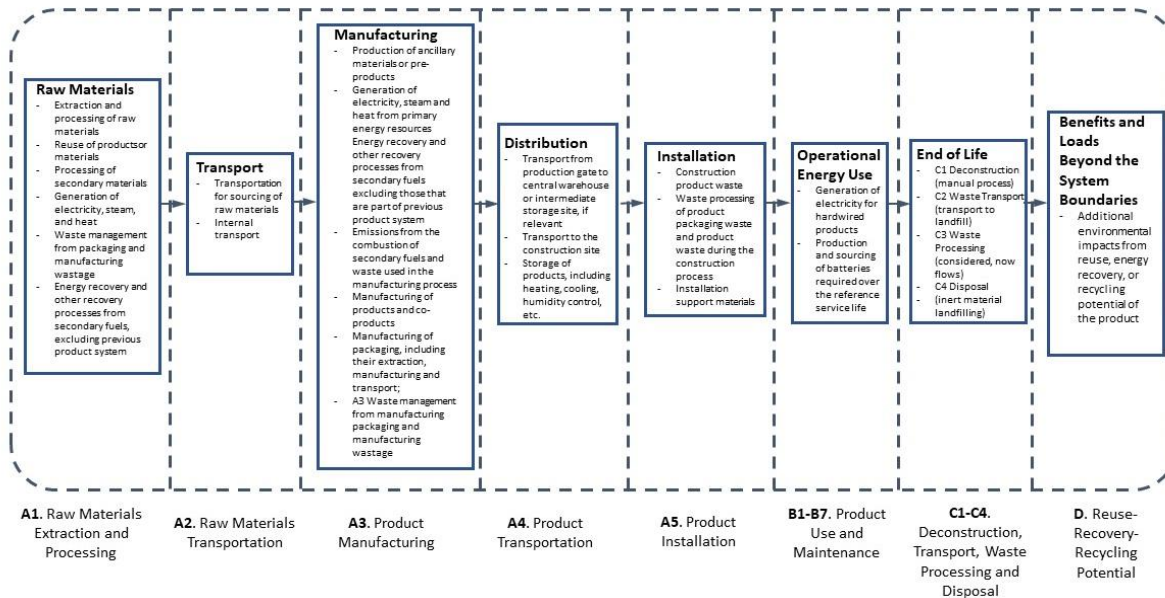 Raw Materials
- Extraction and
processing of raw
materials
- Reuse of productsor
materials
- Processing of
secondary materials
- Generation of
electricity, steam,
and heat
- Waste management
from packaging and
manufacturing
wastage
- Energy recovery and
other recovery
processes from
secondary fuels,
excluding previous
product system
Transport
- Transportation
for sourcing of
raw materials
- Internal
transport
Manufacturing
- Production of ancillary
materials or pre-
products
- Generation of
electricity, steam and
heat from primary
energy resources
Energy recovery and
other recovery
processes from
secondary fuels
excluding those that
are part of previous
product system
- Emissions from the
combustion of
secondary fuels and
waste used in the
manufacturing process
- Manufacturing of
products and co-
products
- Manufacturing of
packaging, including
their extraction,
manufacturing and
transport;
- A3 Waste management
from manufacturing
packaging and
manufacturing
wastage
Distribution
- Transport from
production gate to
central warehouse
or intermediate
storage site, if
relevant
- Transport to the
construction site
- Storage of
products, including
heating, cooling,
humidity control,
etc.
Installation
- Construction
product waste
- Waste processing
of product
packaging waste
and product
waste during the
construction
process
- Installation
support materials
Operational
Energy Use
- Generation of
electricity for
hardwired
products
- Production
and sourcing
of batteries
required over
the reference
service life
End of Life
- C1 Deconstruction
(manual process)
- C2 Waste Transport
(transport to
landfill)
- C3 Waste
Processing
(considered, now
flows)
- C4 Disposal
- (inert material
landfilling)
Benefits and
Loads
Beyond the
System
Boundaries
- Additional
environmental
impacts from
reuse, energy
recovery, or
recycling
potential of
the product
A1. Raw Materials
Extraction and
Processing
A2. Raw Materials
Transportation
A3. Product
Manufacturing
A4. Product
Transportation
A5. Product
Installation
B1-B7. Product
Use and
Maintenance
C1-C4.
Deconstruction,
Transport, Waste
Processing and
Disposal
D. Reuse-
Recovery-
Recycling
Potential